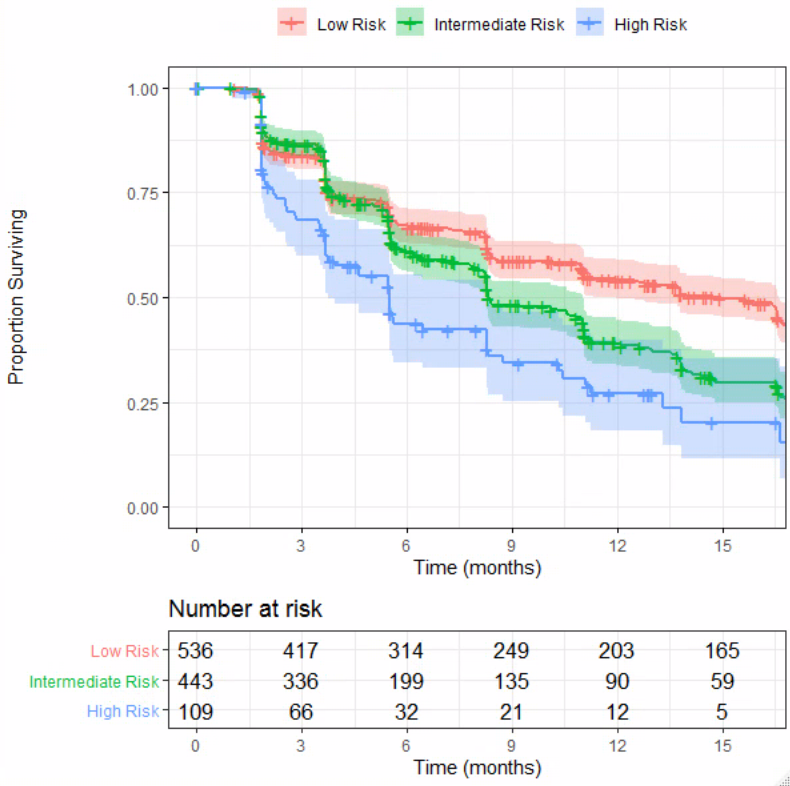 Low Risk Intermediate Risk High Risk
1.00
0.75
0.50
0.25
0.00
Proportion Surviving
0 3 6 9 12 15
Time (months)
Number at risk
Low Risk 536 417 314 249 203 165
Intermediate Risk 443 336 199 135 90 59
High Risk 109 66 32 21 12 5
0 3 6 9 12 15
Time (months)